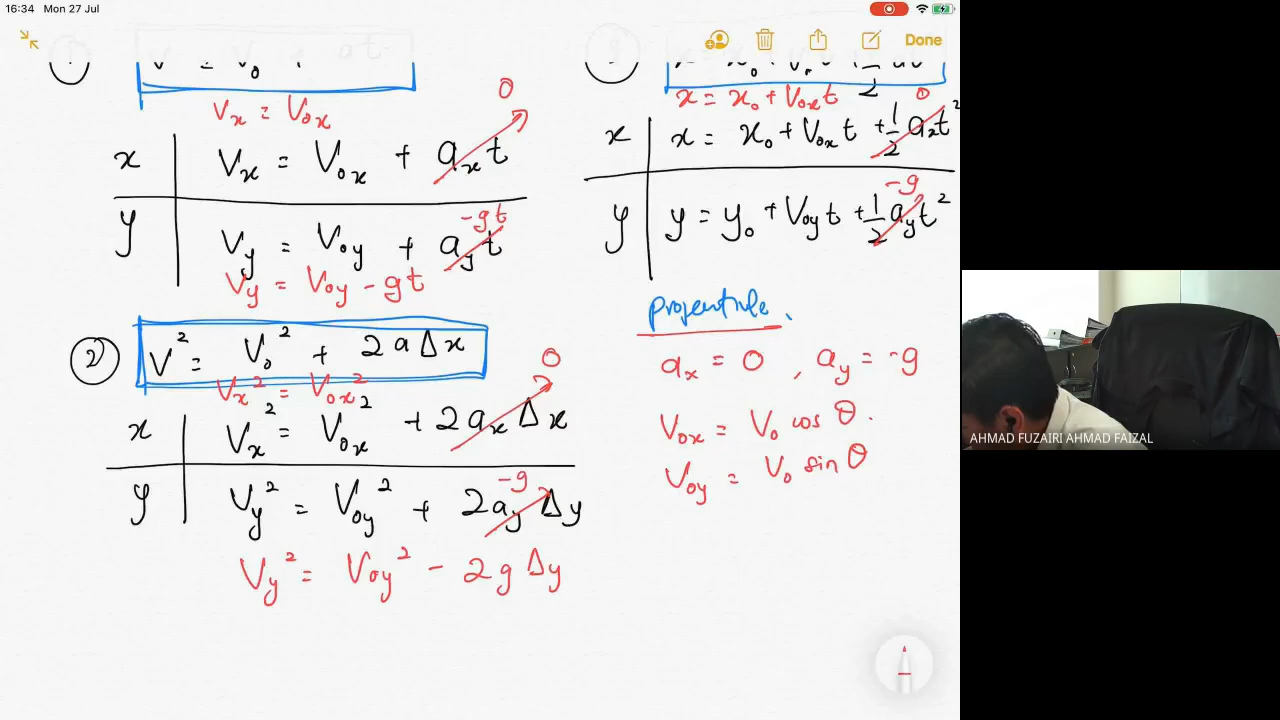 16:34 Mon 27 Jul
Done
① V = V₀ + at
Vx = V₀x
0
x | Vx = V₀x + axt
y | Vy = V₀y + ayt
-gt
Vy = V₀y - gt
② V² = V₀² + 2aΔx
Vx² = V₀x²
0
x | Vx² = V₀x² + 2axΔx
y | Vy² = V₀y² + 2ayΔy
-g
Vy² = V₀y² - 2gΔy
x = x₀ + V₀xt
0
x | x = x₀ + V₀xt + ½axt²
y | y = y₀ + V₀yt + ½ayt²
-g
projectile.
ax = 0 , ay = -g
V₀x = V₀ cos θ.
V₀y = V₀ sin θ
AHMAD FUZAIRI AHMAD FAIZAL